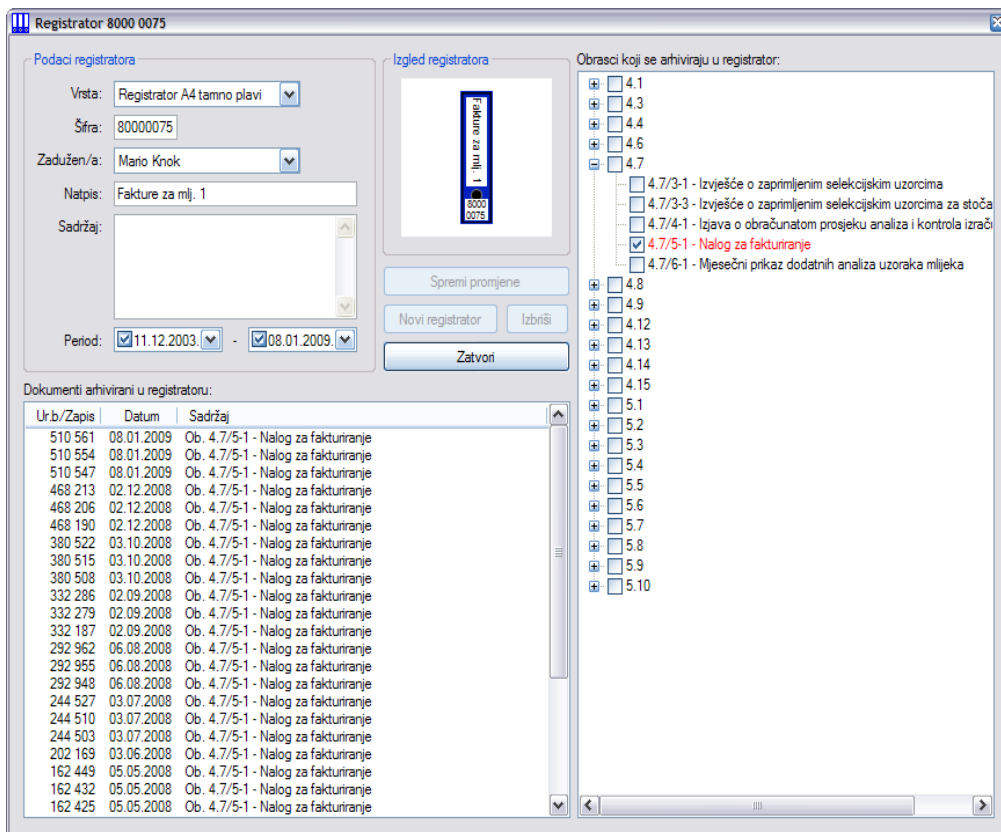 Registrator 8000 0075
Podaci registratora
Vrsta: Registrator A4 tamno plavi
Šifra: 80000075
Zadužen/a: Mario Knok
Natpis: Fakture za mlj. 1
Sadržaj:
Period: 11.12.2003. - 08.01.2009.
Izgled registratora
Fakture za mlj. 1
8000
0075
Spremi promjene
Novi registrator Izbriši
Zatvori
Dokumenti arhivirani u registratoru:
Ur.b/Zapis Datum Sadržaj
510 561 08.01.2009 Ob. 4.7/5-1 - Nalog za fakturiranje
510 554 08.01.2009 Ob. 4.7/5-1 - Nalog za fakturiranje
510 547 08.01.2009 Ob. 4.7/5-1 - Nalog za fakturiranje
468 213 02.12.2008 Ob. 4.7/5-1 - Nalog za fakturiranje
468 206 02.12.2008 Ob. 4.7/5-1 - Nalog za fakturiranje
468 190 02.12.2008 Ob. 4.7/5-1 - Nalog za fakturiranje
380 522 03.10.2008 Ob. 4.7/5-1 - Nalog za fakturiranje
380 515 03.10.2008 Ob. 4.7/5-1 - Nalog za fakturiranje
380 508 03.10.2008 Ob. 4.7/5-1 - Nalog za fakturiranje
332 286 02.09.2008 Ob. 4.7/5-1 - Nalog za fakturiranje
332 279 02.09.2008 Ob. 4.7/5-1 - Nalog za fakturiranje
332 187 02.09.2008 Ob. 4.7/5-1 - Nalog za fakturiranje
292 962 06.08.2008 Ob. 4.7/5-1 - Nalog za fakturiranje
292 955 06.08.2008 Ob. 4.7/5-1 - Nalog za fakturiranje
292 948 06.08.2008 Ob. 4.7/5-1 - Nalog za fakturiranje
244 527 03.07.2008 Ob. 4.7/5-1 - Nalog za fakturiranje
244 510 03.07.2008 Ob. 4.7/5-1 - Nalog za fakturiranje
244 503 03.07.2008 Ob. 4.7/5-1 - Nalog za fakturiranje
202 169 03.06.2008 Ob. 4.7/5-1 - Nalog za fakturiranje
162 449 05.05.2008 Ob. 4.7/5-1 - Nalog za fakturiranje
162 432 05.05.2008 Ob. 4.7/5-1 - Nalog za fakturiranje
162 425 05.05.2008 Ob. 4.7/5-1 - Nalog za fakturiranje
Obrasci koji se arhiviraju u registrator:
4.1
4.3
4.4
4.6
4.7
4.7/3-1 - Izvješće o zaprimljenim selekcijskim uzorcima
4.7/3-3 - Izvješće o zaprimljenim selekcijskim uzorcima za stoča
4.7/4-1 - Izjava o obračunatom prosjeku analiza i kontrola izraču
4.7/5-1 - Nalog za fakturiranje
4.7/6-1 - Mjesečni prikaz dodatnih analiza uzoraka mlijeka
4.8
4.9
4.12
4.13
4.14
4.15
5.1
5.2
5.3
5.4
5.5
5.6
5.7
5.8
5.9
5.10